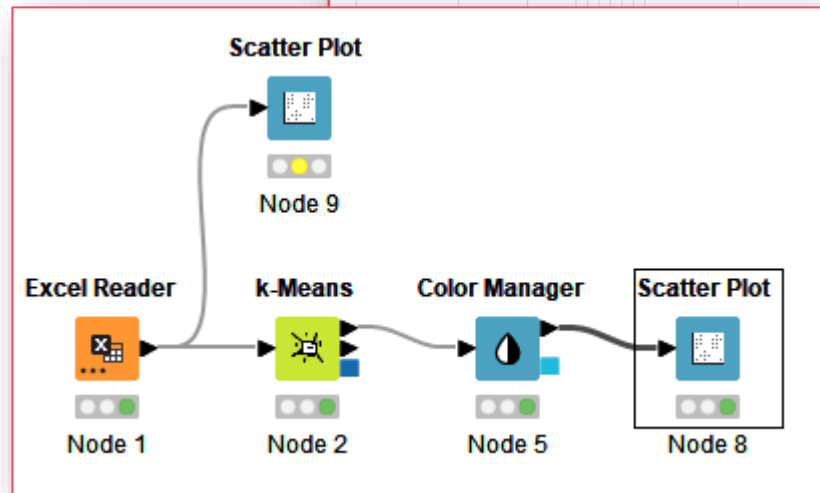 Scatter Plot
Node 9
Excel Reader
k-Means
Color Manager
Scatter Plot
X
Node 1
Node 2
Node 5
Node 8